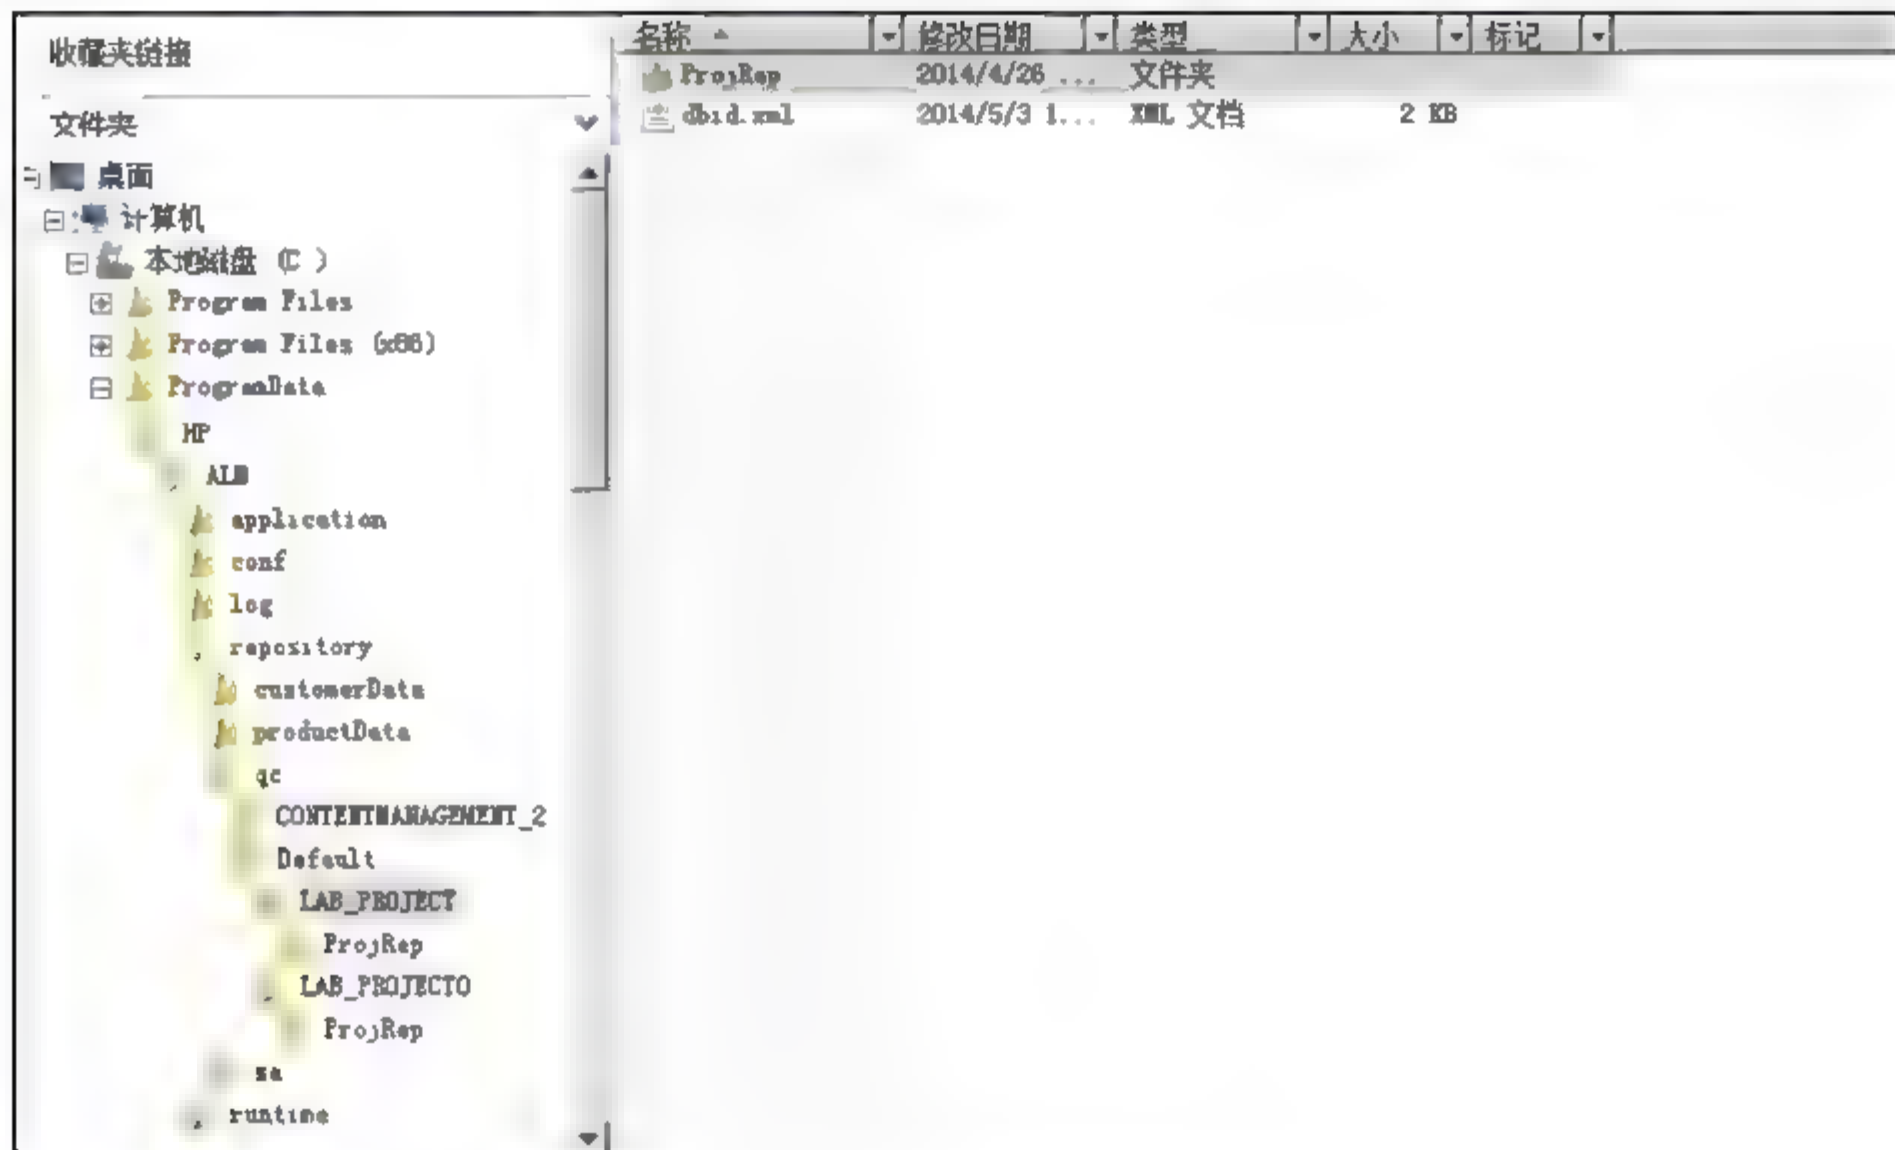 收藏夹链接
文件夹
桌面
计算机
本地磁盘 (C )
Program Files
Program Files (x86)
ProgramData
HP
ALM
application
conf
log
repository
customerData
productData
qc
CONTENTMANAGEMENT_2
Default
LAB_PROJECT
ProjRep
LAB_PROJECTO
ProjRep
sa
runtime
名称 修改日期 类型 大小 标记
ProjRep 2014/4/26 ... 文件夹
dbid.xml 2014/5/3 1... XML 文档 2 KB